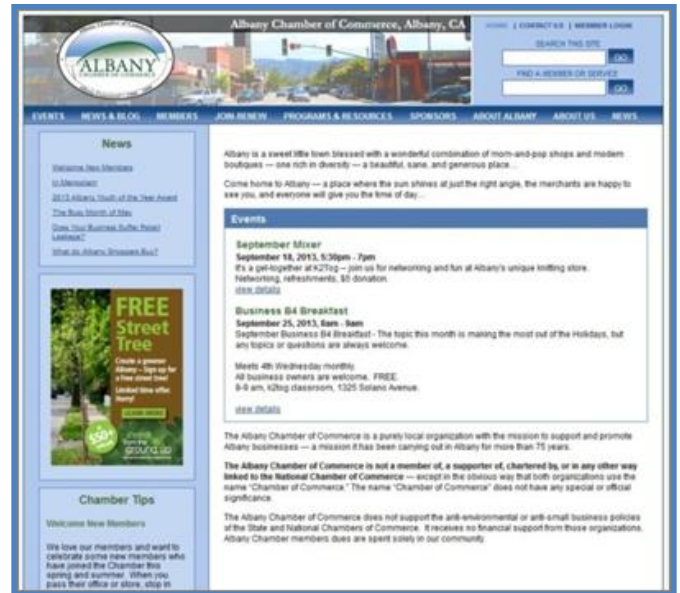 Albany Chamber of Commerce, Albany, CA
HOME | CONTACT US | MEMBER LOGIN
SEARCH THIS SITE
GO
FIND A MEMBER OR SERVICE
GO
ALBANY
CHAMBER OF COMMERCE
EVENTS NEWS & BLOG MEMBERS JOIN-RENEW PROGRAMS & RESOURCES SPONSORS ABOUT ALBANY ABOUT US NEWS
News
Welcome New Members
In Memoriam
2013 Albany Youth of the Year Award
The Busy Month of May
Does Your Business Suffer Retail
Leakage?
What do Albany Shoppers Buy?
FREE
Street
Tree
Create a greener
Albany – Sign up for
a free street tree!
Limited time offer.
Hurry!
LEARN MORE
$50+
from the
ground up
Chamber Tips
Welcome New Members
We love our members and want to
celebrate some new members who
have joined the Chamber this
spring and summer. When you
pass their office or store, stop in
Albany is a sweet little town blessed with a wonderful combination of mom-and-pop shops and modern
boutiques — one rich in diversity — a beautiful, sane, and generous place...
Come home to Albany — a place where the sun shines at just the right angle, the merchants are happy to
see you, and everyone will give you the time of day...
Events
September Mixer
September 18, 2013, 5:30pm - 7pm
It's a get-together at K2Tog – join us for networking and fun at Albany's unique knitting store.
Networking, refreshments, $5 donation.
view details
Business B4 Breakfast
September 25, 2013, 8am - 9am
September Business B4 Breakfast - The topic this month is making the most out of the Holidays, but
any topics or questions are always welcome.
Meets 4th Wednesday monthly.
All business owners are welcome. FREE.
8-9 am, k2tog classroom, 1325 Solano Avenue.
view details
The Albany Chamber of Commerce is a purely local organization with the mission to support and promote
Albany businesses — a mission it has been carrying out in Albany for more than 75 years.
The Albany Chamber of Commerce is not a member of, a supporter of, chartered by, or in any other way
linked to the National Chamber of Commerce — except in the obvious way that both organizations use the
name "Chamber of Commerce." The name "Chamber of Commerce" does not have any special or official
significance.
The Albany Chamber of Commerce does not support the anti-environmental or anti-small business policies
of the State and National Chambers of Commerce. It receives no financial support from those organizations.
Albany Chamber members dues are spent solely in our community.